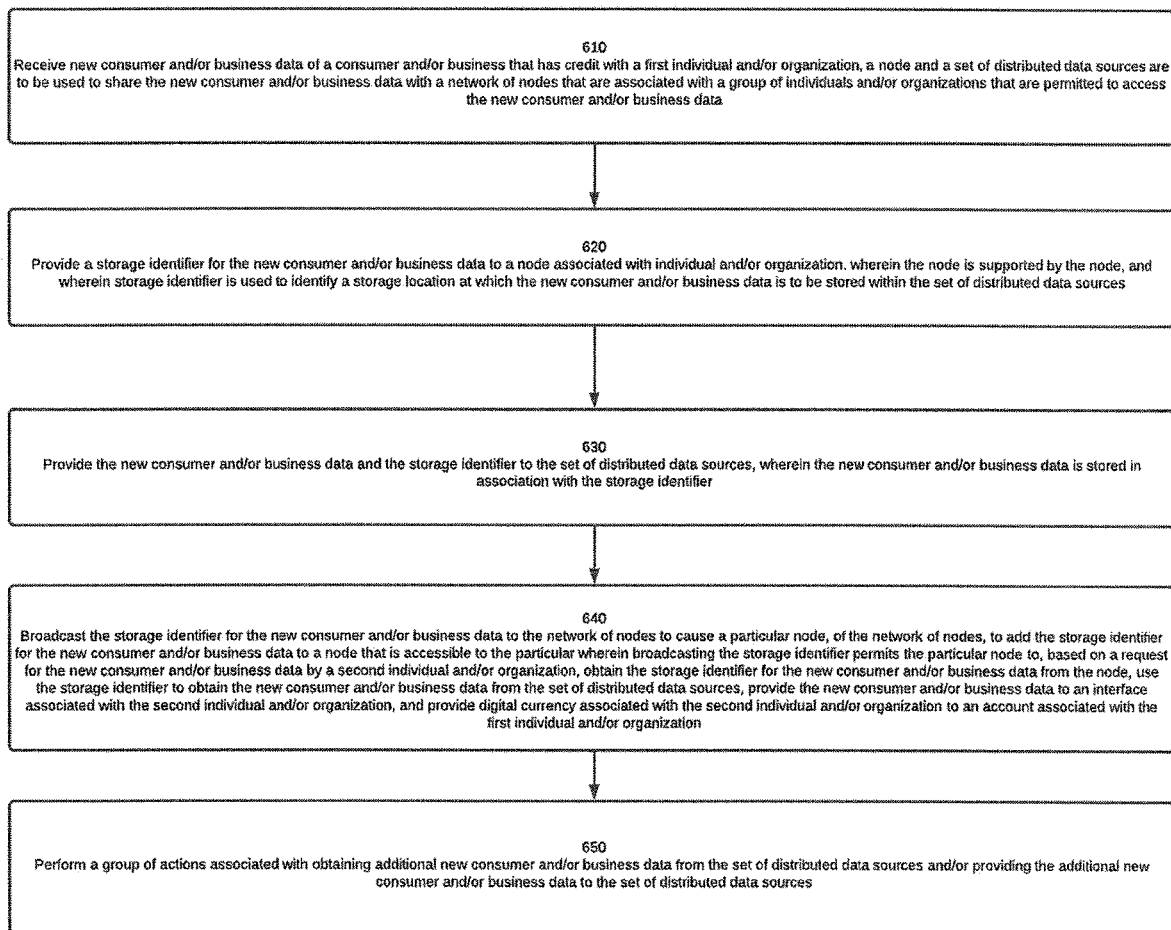 610
Receive new consumer and/or business data of a consumer and/or business that has credit with a first individual and/or organization, a node and a set of distributed data sources are
to be used to share the new consumer and/or business data with a network of nodes that are associated with a group of individuals and/or organizations that are permitted to access
the new consumer and/or business data
620
Provide a storage identifier for the new consumer and/or business data to a node associated with individual and/or organization. wherein the node is supported by the node, and
wherein storage identifier is used to identify a storage location at which the new consumer and/or business data is to be stored within the set of distributed data sources
630
Provide the new consumer and/or business data and the storage identifier to the set of distributed data sources, wherein the new consumer and/or business data is stored in
association with the storage identifier
640
Broadcast the storage identifier for the new consumer and/or business data to the network of nodes to cause a particular node, of the network of nodes, to add the storage identifier
for the new consumer and/or business data to a node that is accessible to the particular wherein broadcasting the storage identifier permits the particular node to, based on a request
for the new consumer and/or business data by a second individual and/or organization, obtain the storage identifier for the new consumer and/or business data from the node, use
the storage identifier to obtain the new consumer and/or business data from the set of distributed data sources, provide the new consumer and/or business data to an interface
associated with the second individual and/or organization, and provide digital currency associated with the second individual and/or organization to an account associated with the
first individual and/or organization
650
Perform a group of actions associated with obtaining additional new consumer and/or business data from the set of distributed data sources and/or providing the additional new
consumer and/or business data to the set of distributed data sources